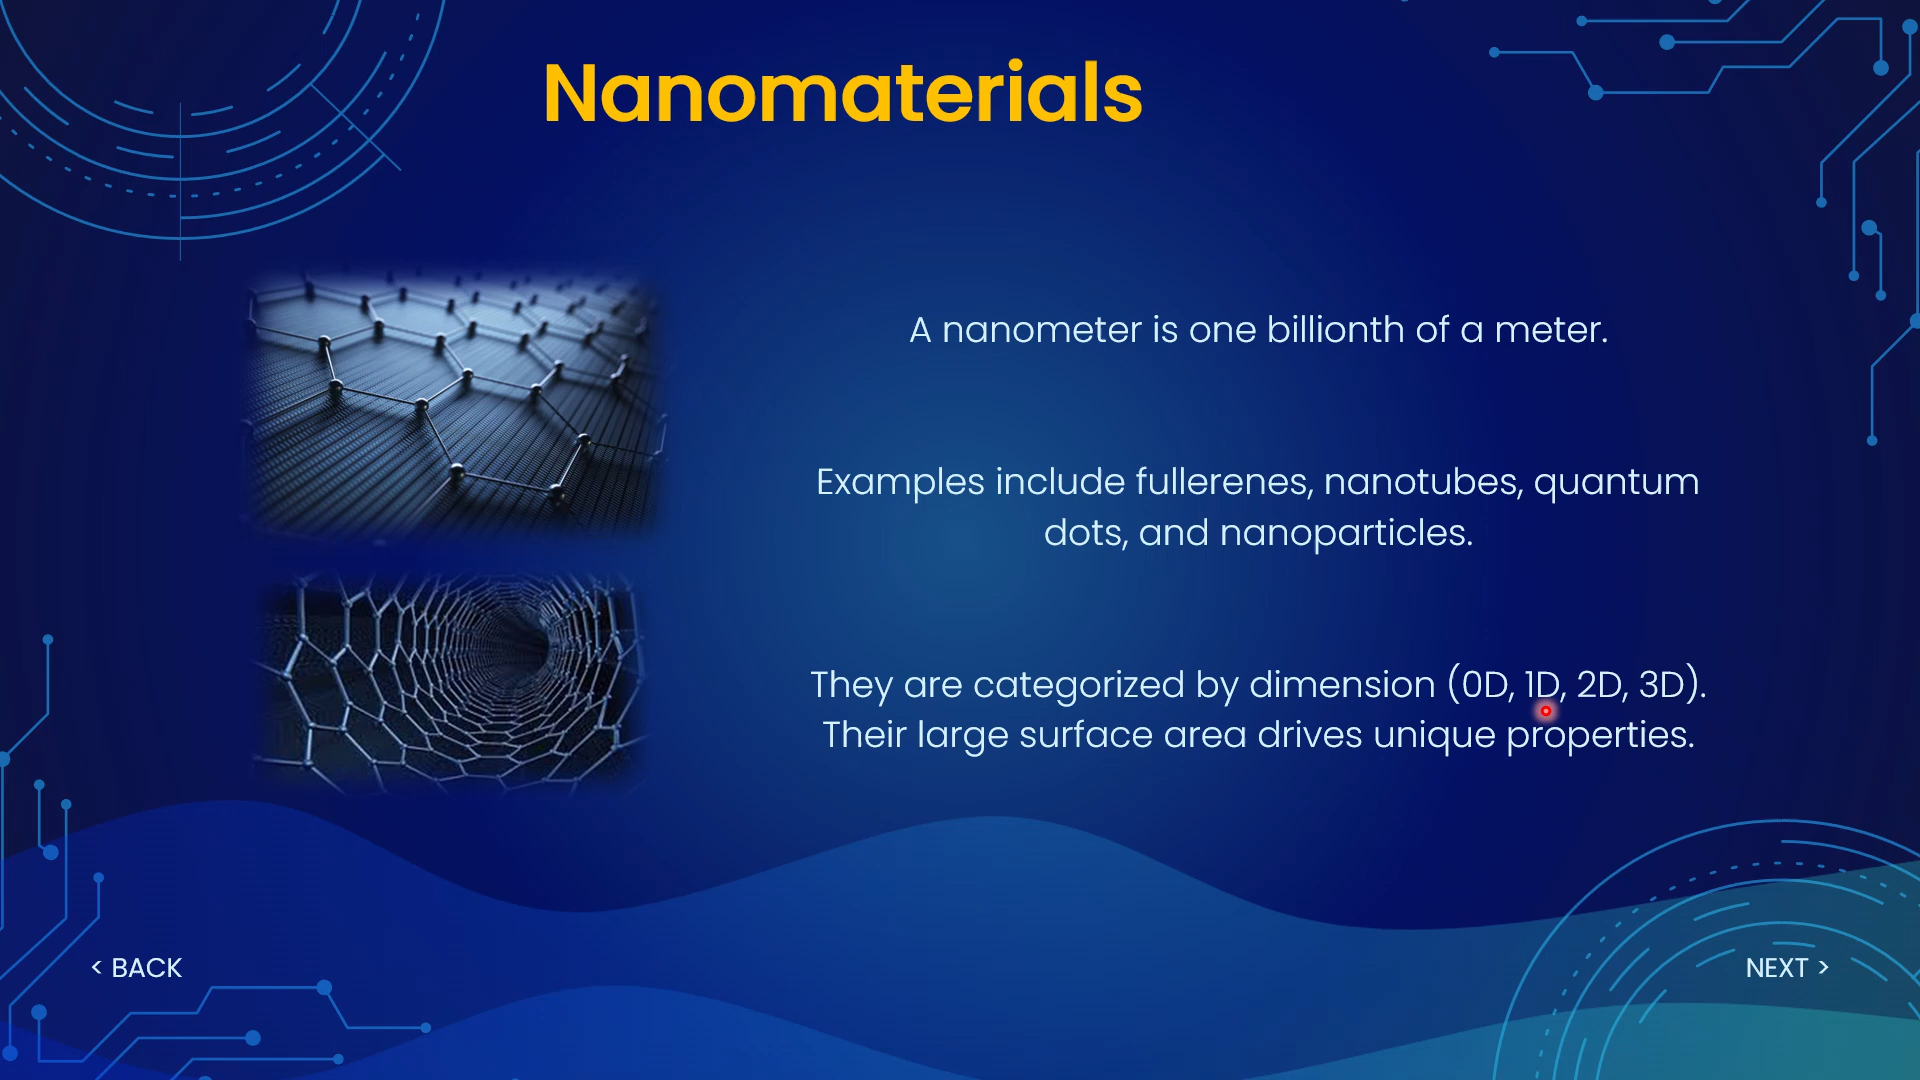 Nanomaterials
A nanometer is one billionth of a meter.
Examples include fullerenes, nanotubes, quantum
dots, and nanoparticles.
They are categorized by dimension (0D, 1D, 2D, 3D).
Their large surface area drives unique properties.
< BACK
NEXT >